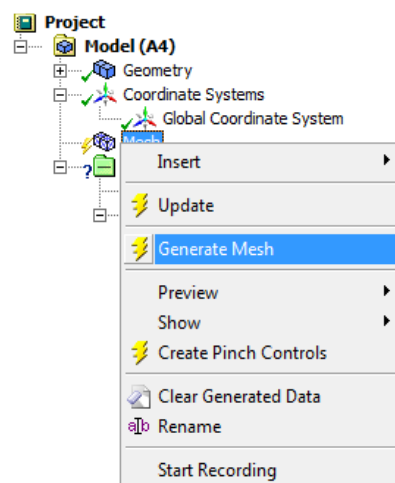 Project
Model (A4)
Geometry
Coordinate Systems
Global Coordinate System
Mesh
Insert
Update
Generate Mesh
Preview
Show
Create Pinch Controls
Clear Generated Data
Rename
Start Recording